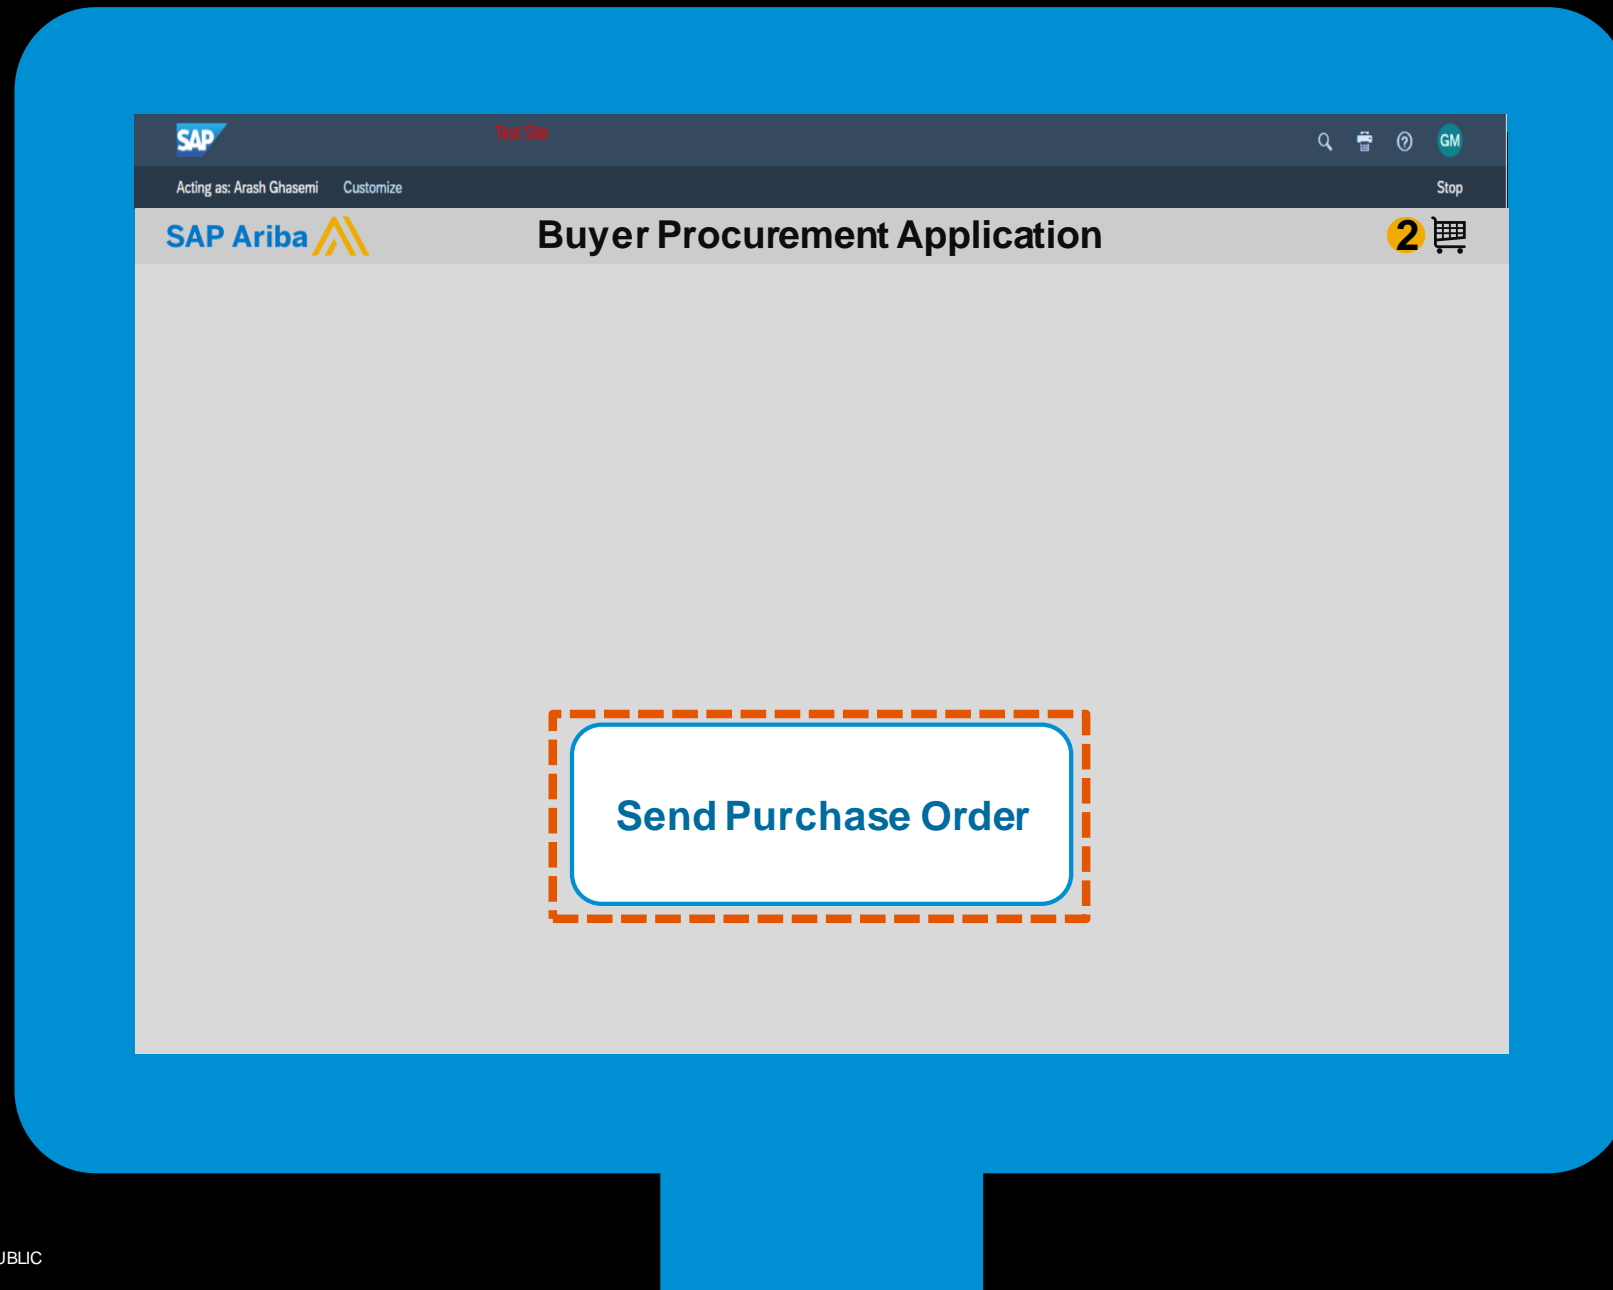 SAP
Test Site
GM
Acting as: Arash Ghasemi Customize
Stop
SAP Ariba
Buyer Procurement Application
2
Send Purchase Order
UBLIC